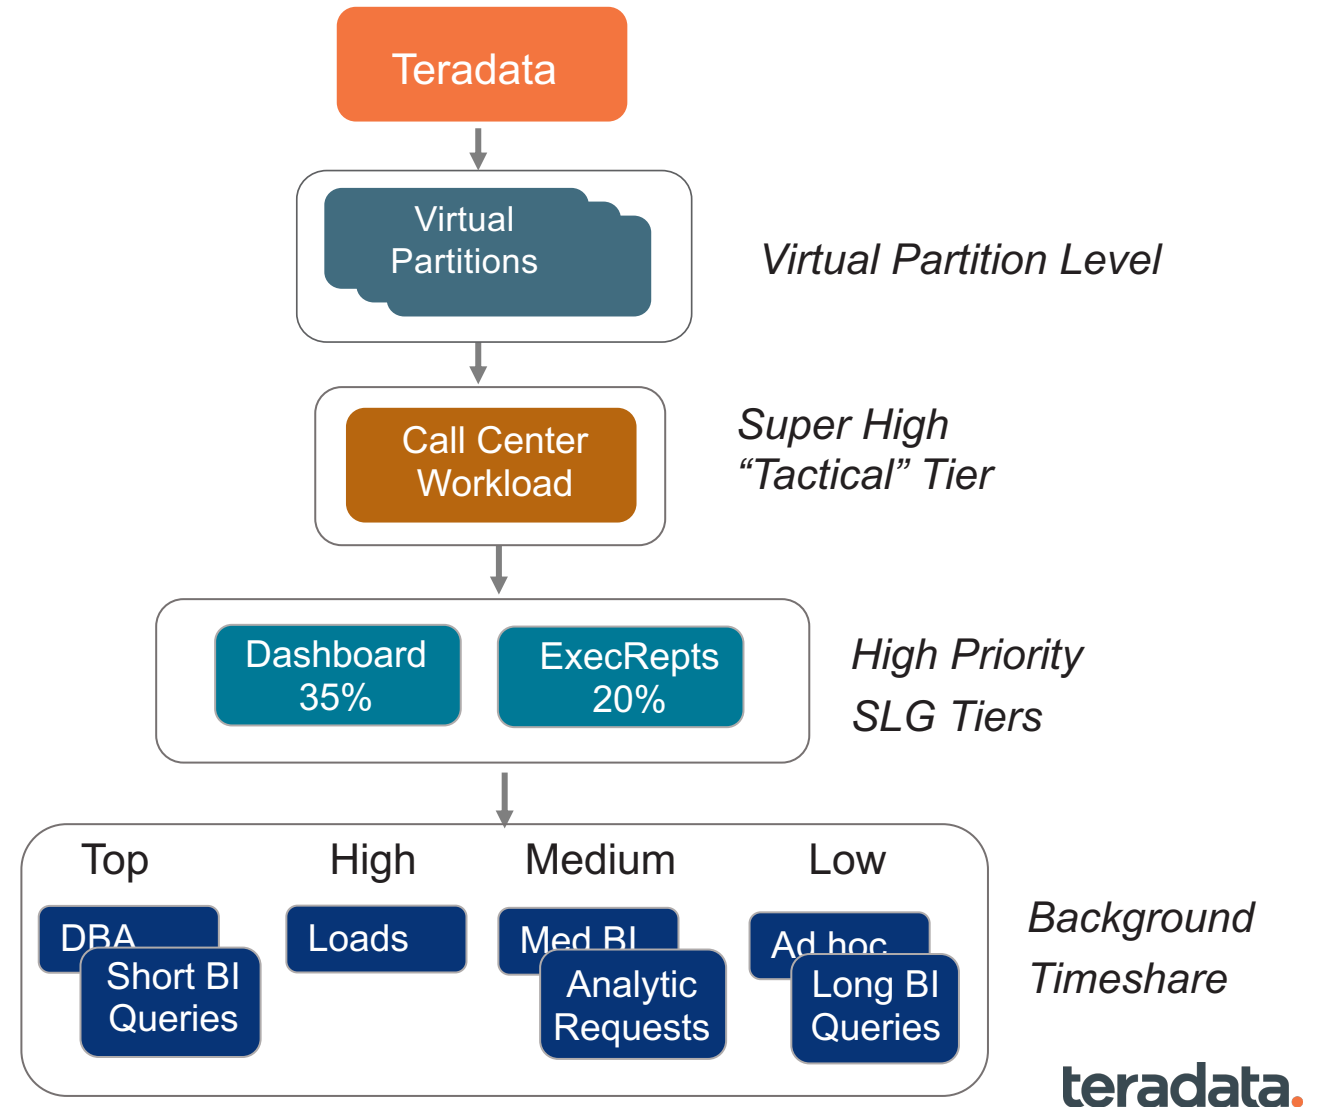 Teradata
Virtual
Partitions
Virtual Partition Level
Call Center
Workload
Super High
“Tactical” Tier
Dashboard
35%
ExecRepts
20%
High Priority
SLG Tiers
Top
High
Medium
Low
DBA
Short BI
Queries
Loads
Med BI
Analytic
Requests
Ad hoc
Long BI
Queries
Background
Timeshare
teradata.